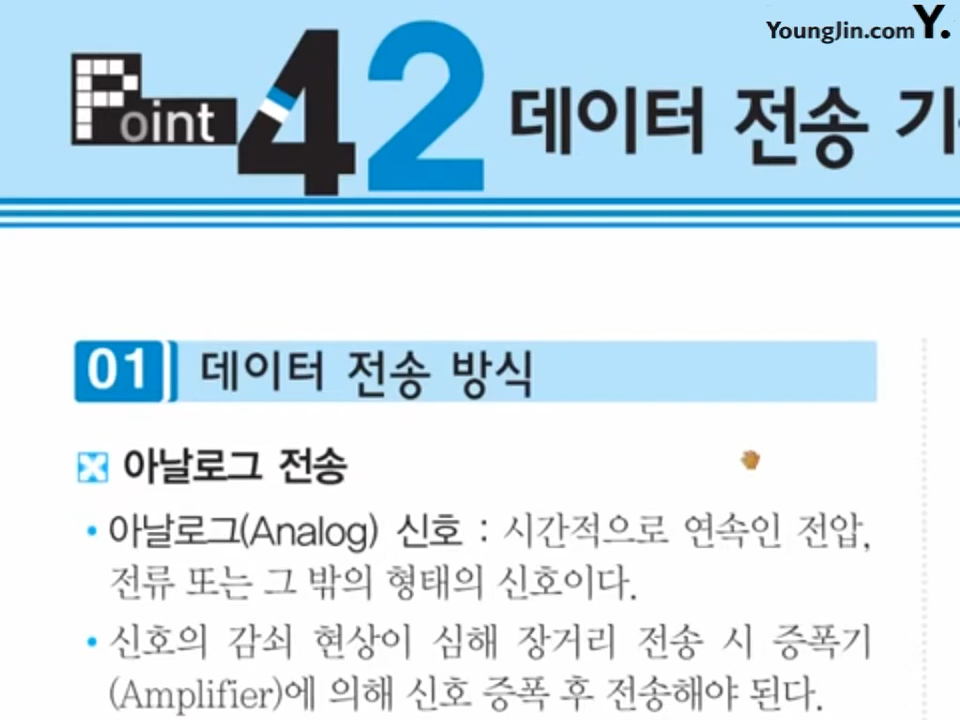 YoungJin.com Y.
Point 42 데이터 전송
01 데이터 전송 방식
아날로그 전송
• 아날로그(Analog) 신호 : 시간적으로 연속인 전압,
전류 또는 그 밖의 형태의 신호이다.
• 신호의 감쇠 현상이 심해 장거리 전송 시 증폭기
(Amplifier)에 의해 신호 증폭 후 전송해야 된다.